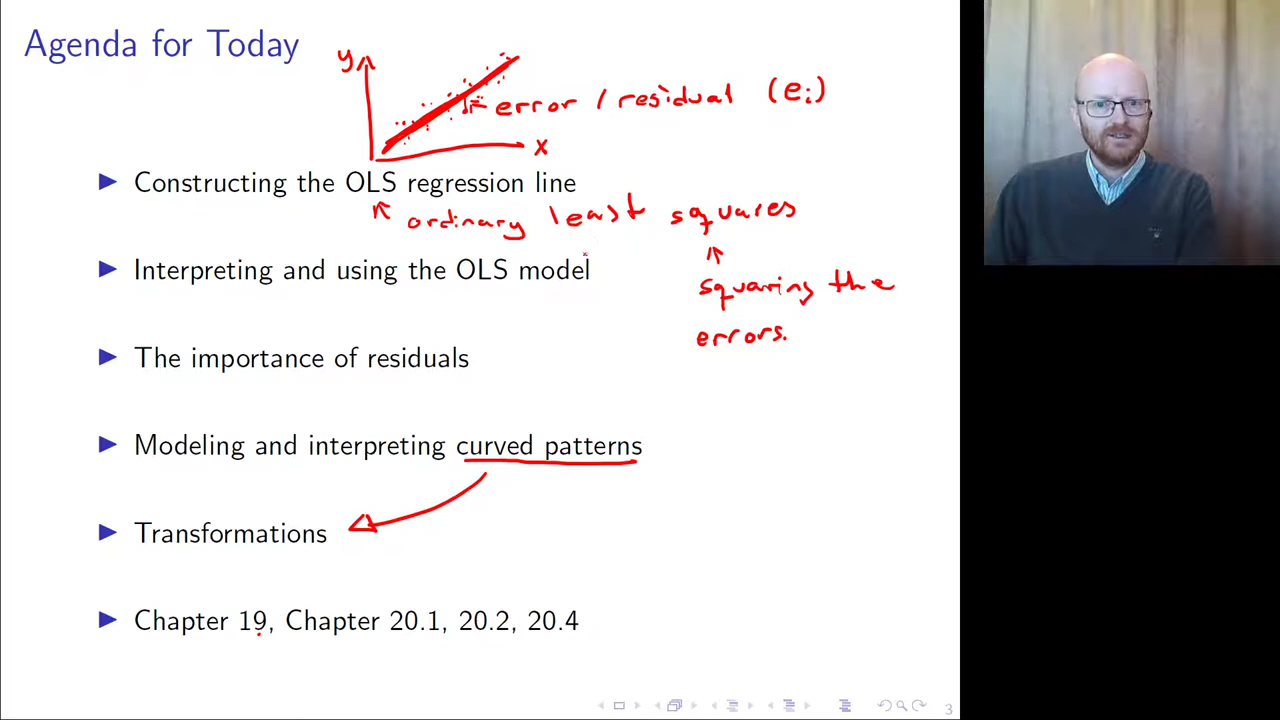 Agenda for Today
y
error / residual (ei)
x
▶ Constructing the OLS regression line
ordinary least squares
▶ Interpreting and using the OLS model
squaring the
errors.
▶ The importance of residuals
▶ Modeling and interpreting curved patterns
▶ Transformations
▶ Chapter 19, Chapter 20.1, 20.2, 20.4
3